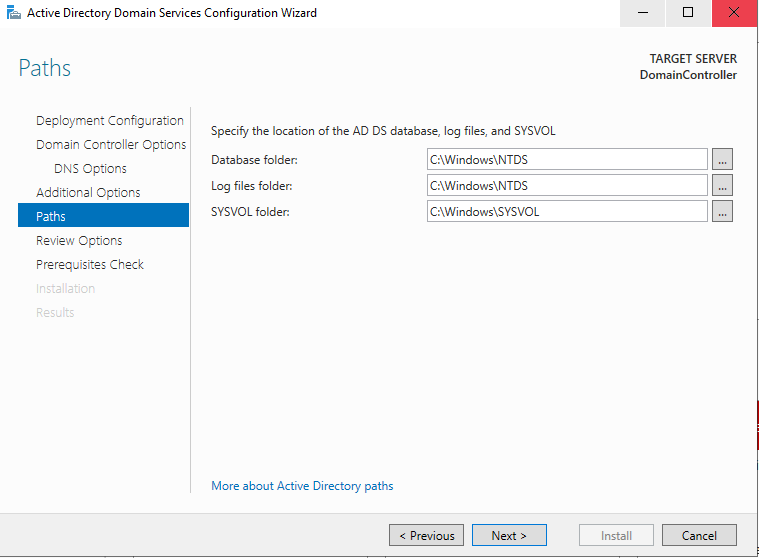 Active Directory Domain Services Configuration Wizard
Paths
TARGET SERVER
DomainController
Deployment Configuration
Domain Controller Options
DNS Options
Additional Options
Paths
Review Options
Prerequisites Check
Installation
Results
Specify the location of the AD DS database, log files, and SYSVOL
Database folder: C:\Windows\NTDS ...
Log files folder: C:\Windows\NTDS ...
SYSVOL folder: C:\Windows\SYSVOL ...
More about Active Directory paths
< Previous Next > Install Cancel